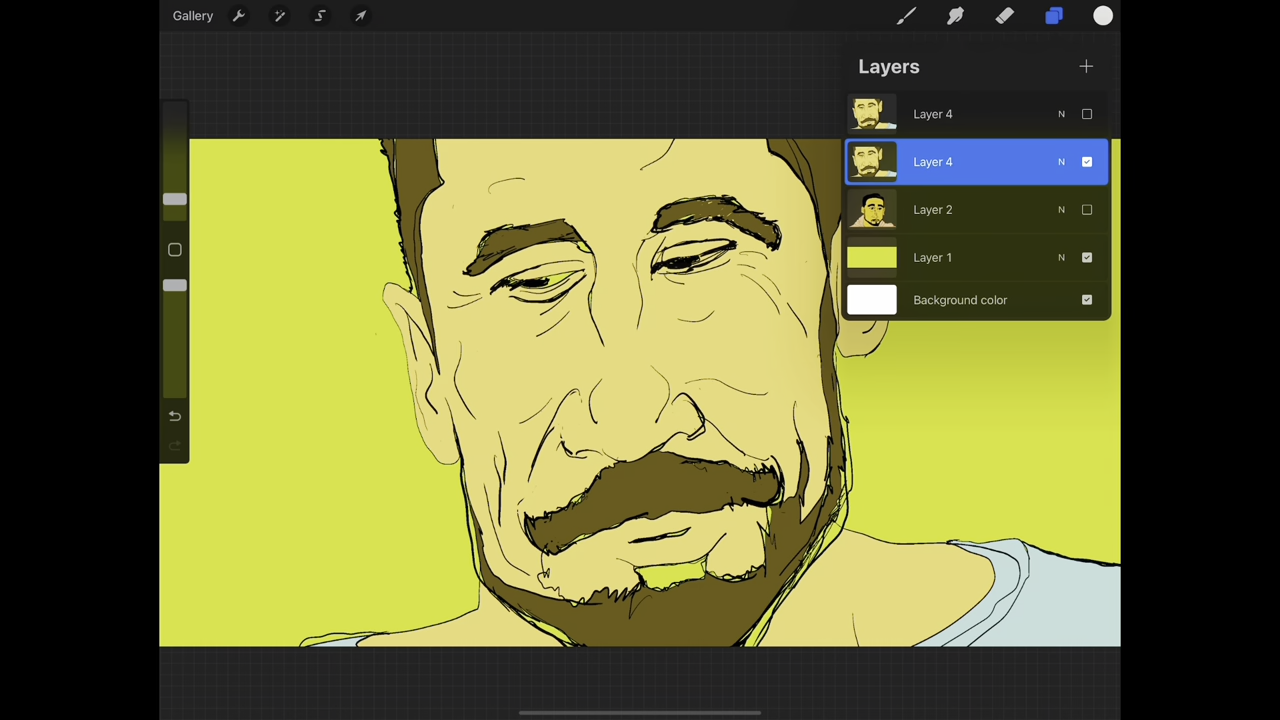 Gallery
Layers
Layer 4 N
Layer 4 N
Layer 2 N
Layer 1 N
Background color